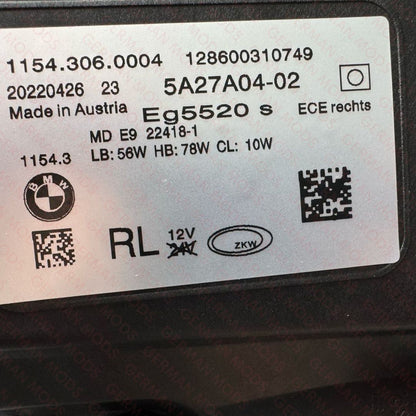 1154.306.0004 128600310749
20220426 23 5A27A04-02
Made in Austria Eg5520 s ECE rechts
MD E9 22418-1
1154.3 LB: 56W HB: 78W CL: 10W
BMW
RL 12V 24V ZKW